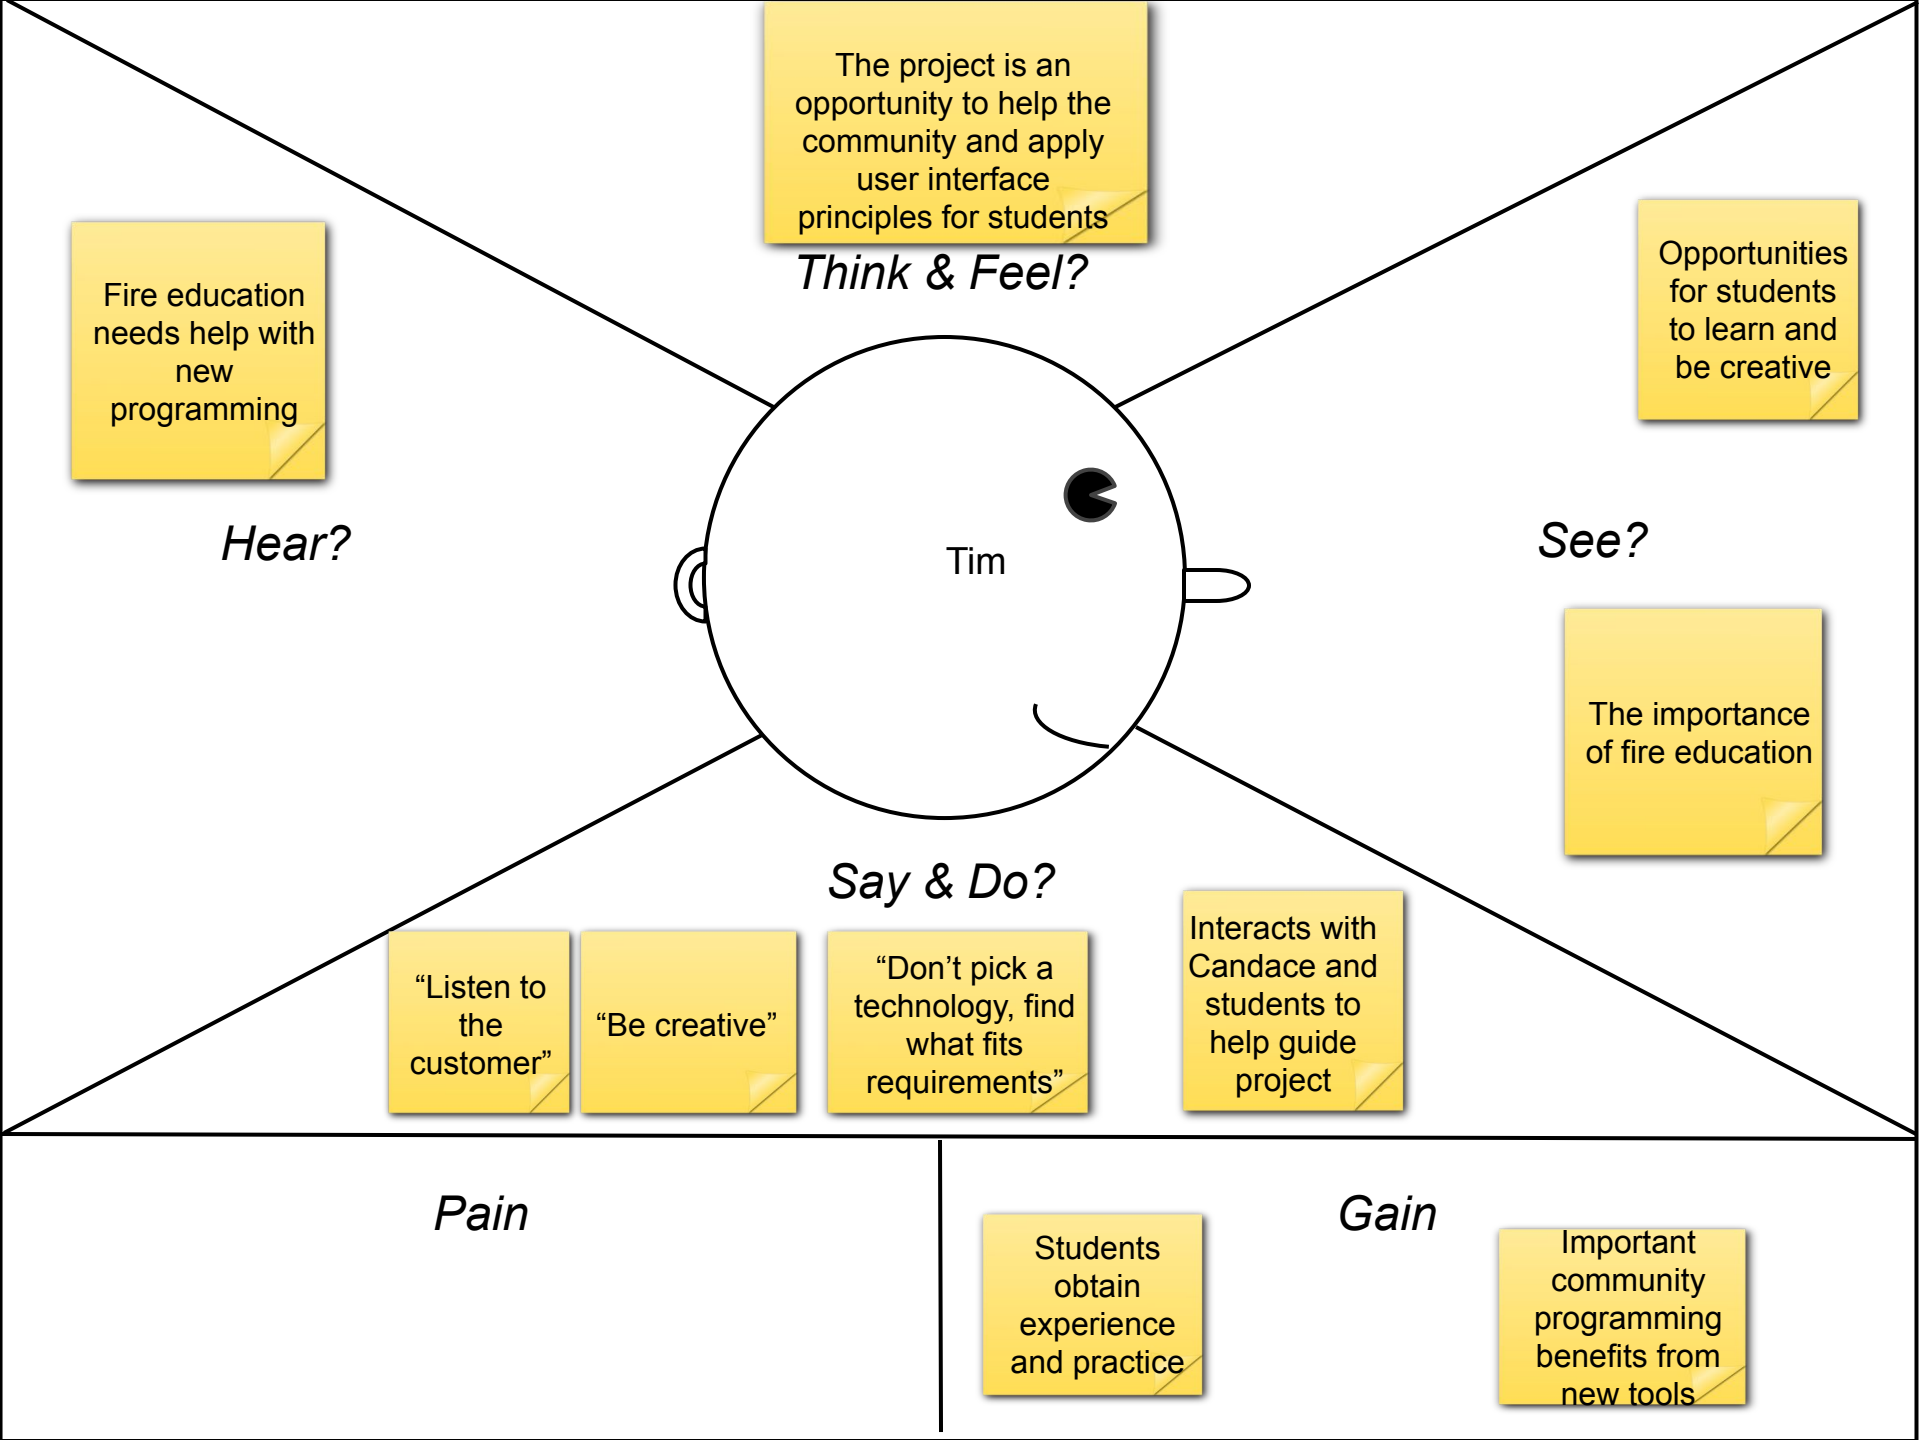 The project is an
opportunity to help the
community and apply
user interface
principles for students
Think & Feel?
Fire education
needs help with
new
programming
Hear?
Opportunities
for students
to learn and
be creative
See?
The importance
of fire education
Tim
Say & Do?
“Listen to
the
customer”
“Be creative”
“Don’t pick a
technology, find
what fits
requirements”
Interacts with
Candace and
students to
help guide
project
Pain
Gain
Students
obtain
experience
and practice
Important
community
programming
benefits from
new tools